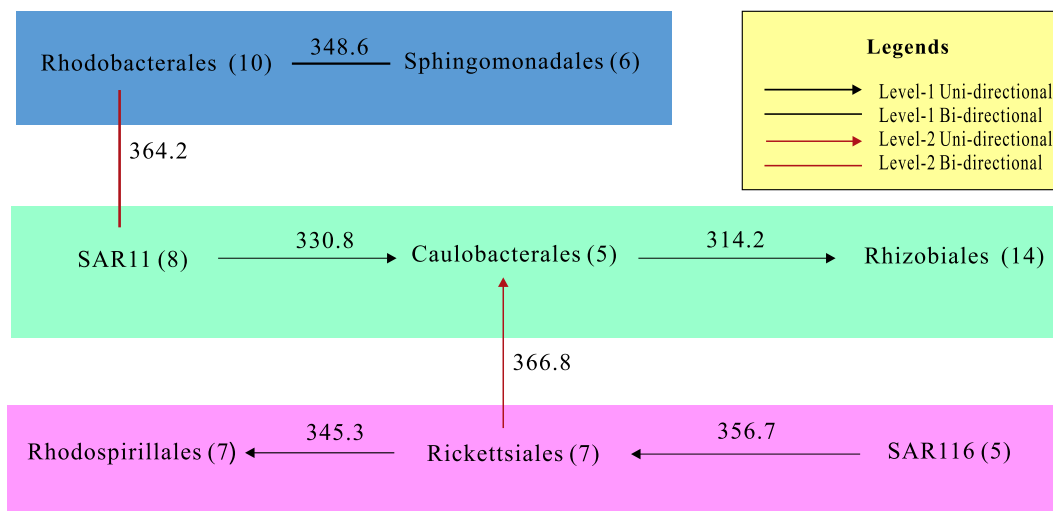 Rhodobacterales (10)
348.6
Sphingomonadales (6)
364.2
Legends
Level-1 Uni-directional
Level-1 Bi-directional
Level-2 Uni-directional
Level-2 Bi-directional
SAR11 (8)
330.8
Caulobacterales (5)
314.2
Rhizobiales (14)
366.8
Rhodospirillales (7)
345.3
Rickettsiales (7)
356.7
SAR116 (5)